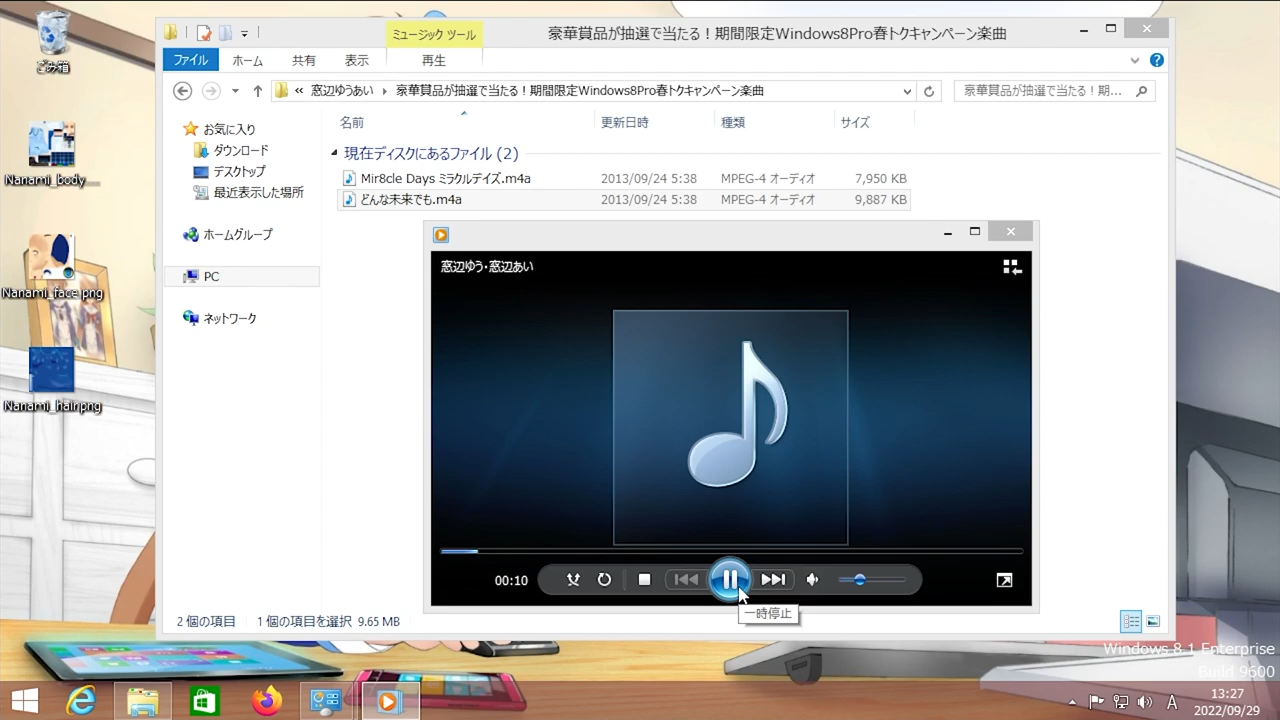 ごみ箱
Nanami_body....
Nanami_face.png
Nanami_hair.png
ミュージック ツール
豪華賞品が抽選で当たる！期間限定Windows8Pro春トクキャンペーン楽曲
ファイル
ホーム
共有
表示
再生
窓辺ゆうあい
豪華賞品が抽選で当たる！期間限定Windows8Pro春トクキャンペーン楽曲
豪華賞品が抽選で当たる！期...
お気に入り
ダウンロード
デスクトップ
最近表示した場所
ホームグループ
PC
ネットワーク
名前 更新日時 種類 サイズ
現在ディスクにあるファイル (2)
Mir8cle Days ミラクルデイズ.m4a 2013/09/24 5:38 MPEG-4 オーディオ 7,950 KB
どんな未来でも.m4a 2013/09/24 5:38 MPEG-4 オーディオ 9,887 KB
窓辺ゆう・窓辺あい
00:10
一時停止
2 個の項目 1 個の項目を選択 9.65 MB
Windows 8.1 Enterprise
Build 9600
A
13:27
2022/09/29